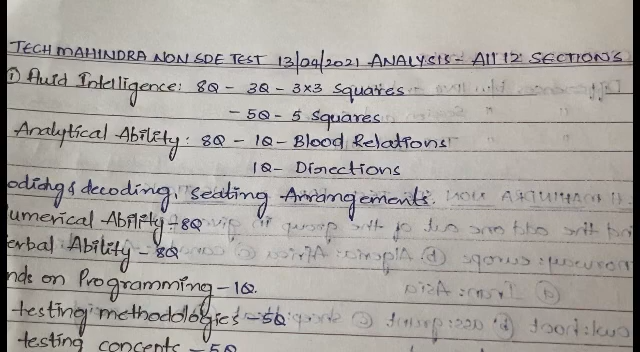 TECH MAHINDRA NON SDE TEST 13/04/2021 ANALYSIS - All 12 SECTIONS
① Fluid Intelligence: 8Q - 3Q - 3×3 squares
- 5Q - 5 squares
Analytical Ability: 8Q - 1Q - Blood Relations
1Q - Directions
oding & decoding, seating Arrangements.
umerical Ability - 8Q
erbal Ability - 8Q
nds on Programming - 1Q.
testing methodologies - 5Q
testing concepts - 5Q